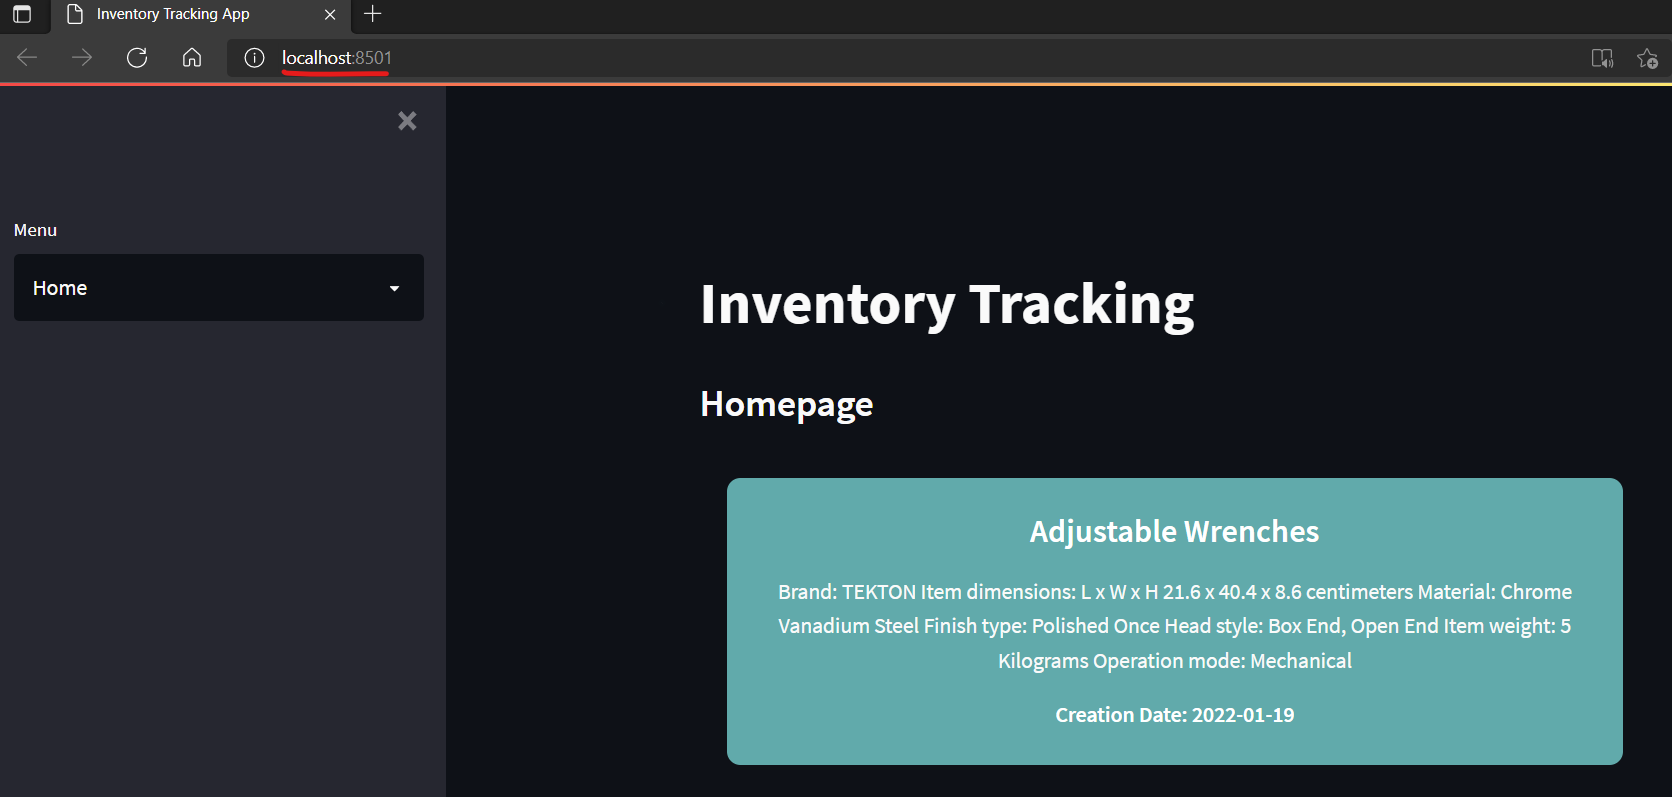 Inventory Tracking App
localhost:8501
Menu
Home
Inventory Tracking
Homepage
Adjustable Wrenches
Brand: TEKTON Item dimensions: L x W x H 21.6 x 40.4 x 8.6 centimeters Material: Chrome
Vanadium Steel Finish type: Polished Once Head style: Box End, Open End Item weight: 5
Kilograms Operation mode: Mechanical
Creation Date: 2022-01-19